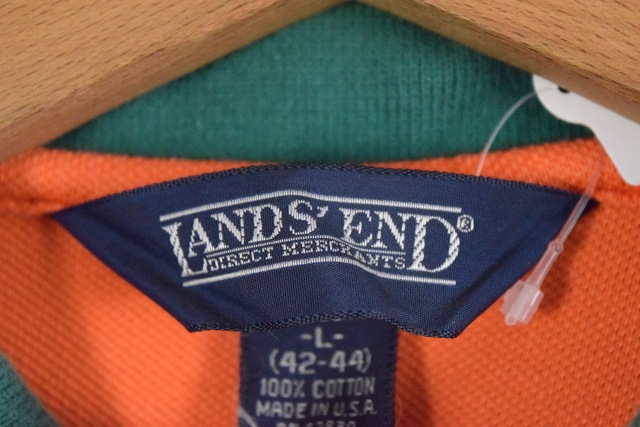 LANDS' END®
DIRECT MERCHANTS
-L-
(42-44)
100% COTTON
MADE IN U.S.A.